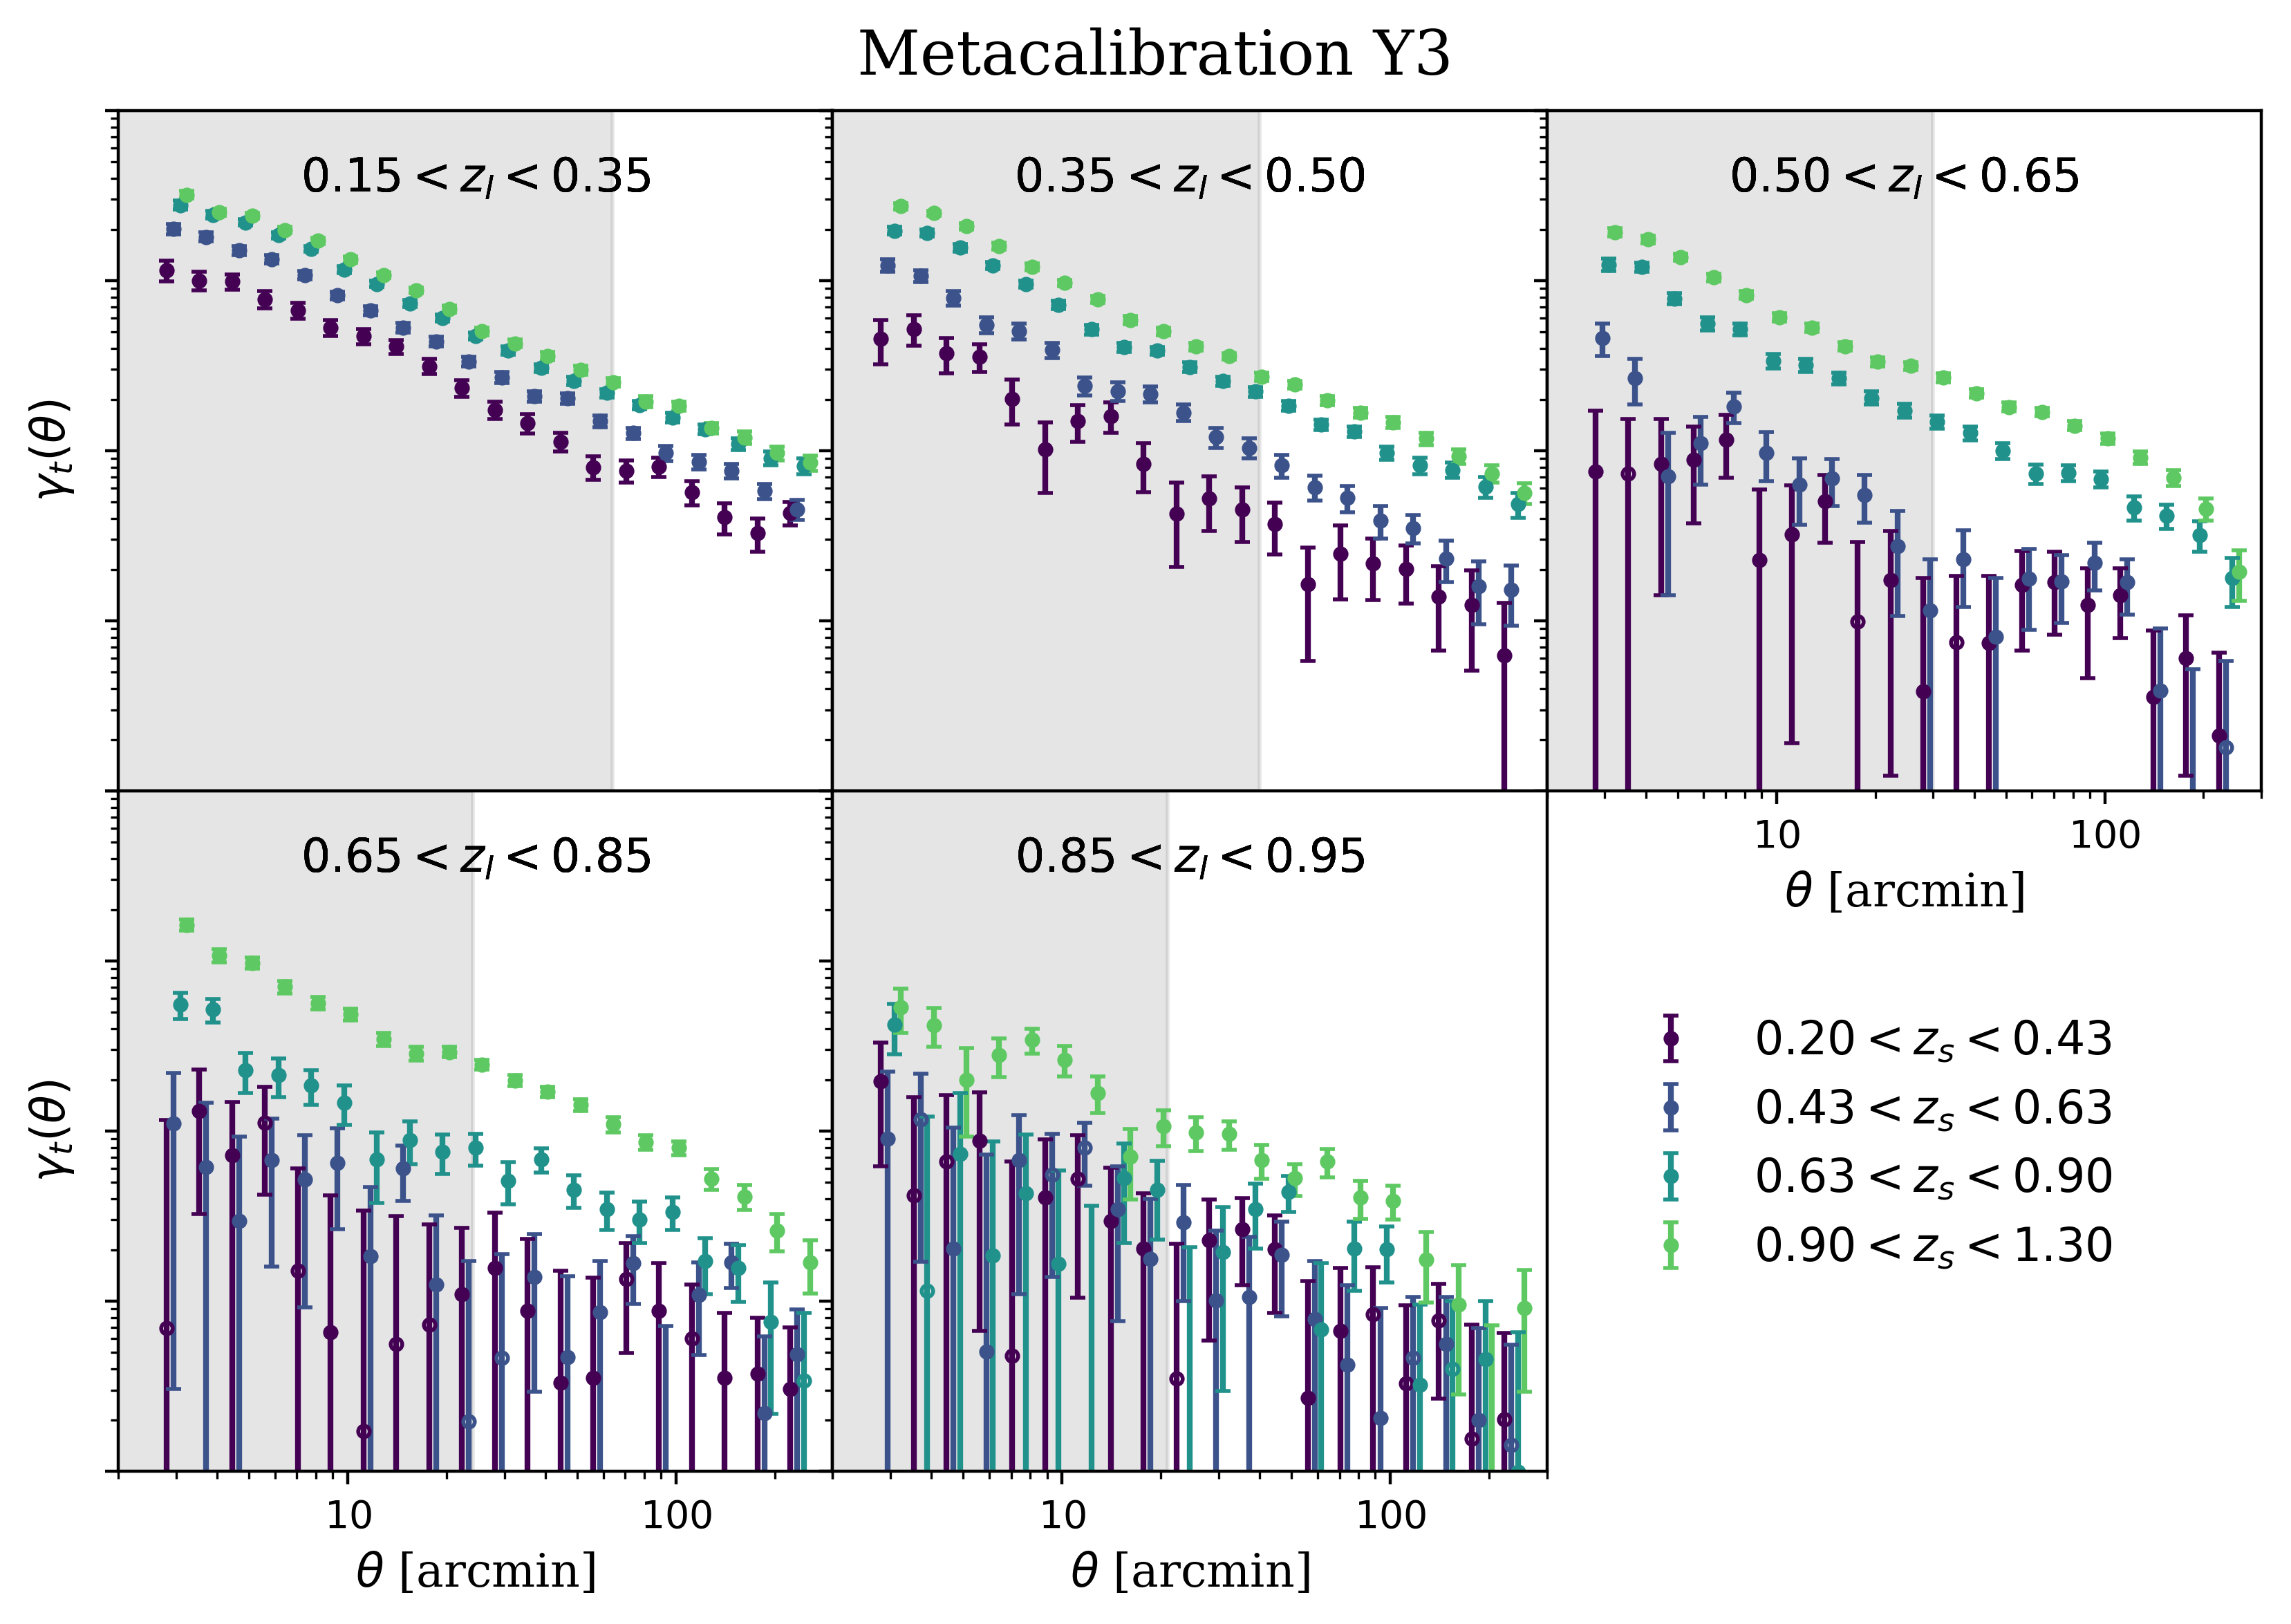 Metacalibration Y3
0.15 < z_l < 0.35
0.35 < z_l < 0.50
0.50 < z_l < 0.65
γ_t(θ)
10 100
θ [arcmin]
0.65 < z_l < 0.85
0.85 < z_l < 0.95
γ_t(θ)
0.20 < z_s < 0.43
0.43 < z_s < 0.63
0.63 < z_s < 0.90
0.90 < z_s < 1.30
10 100
10 100
θ [arcmin]
θ [arcmin]